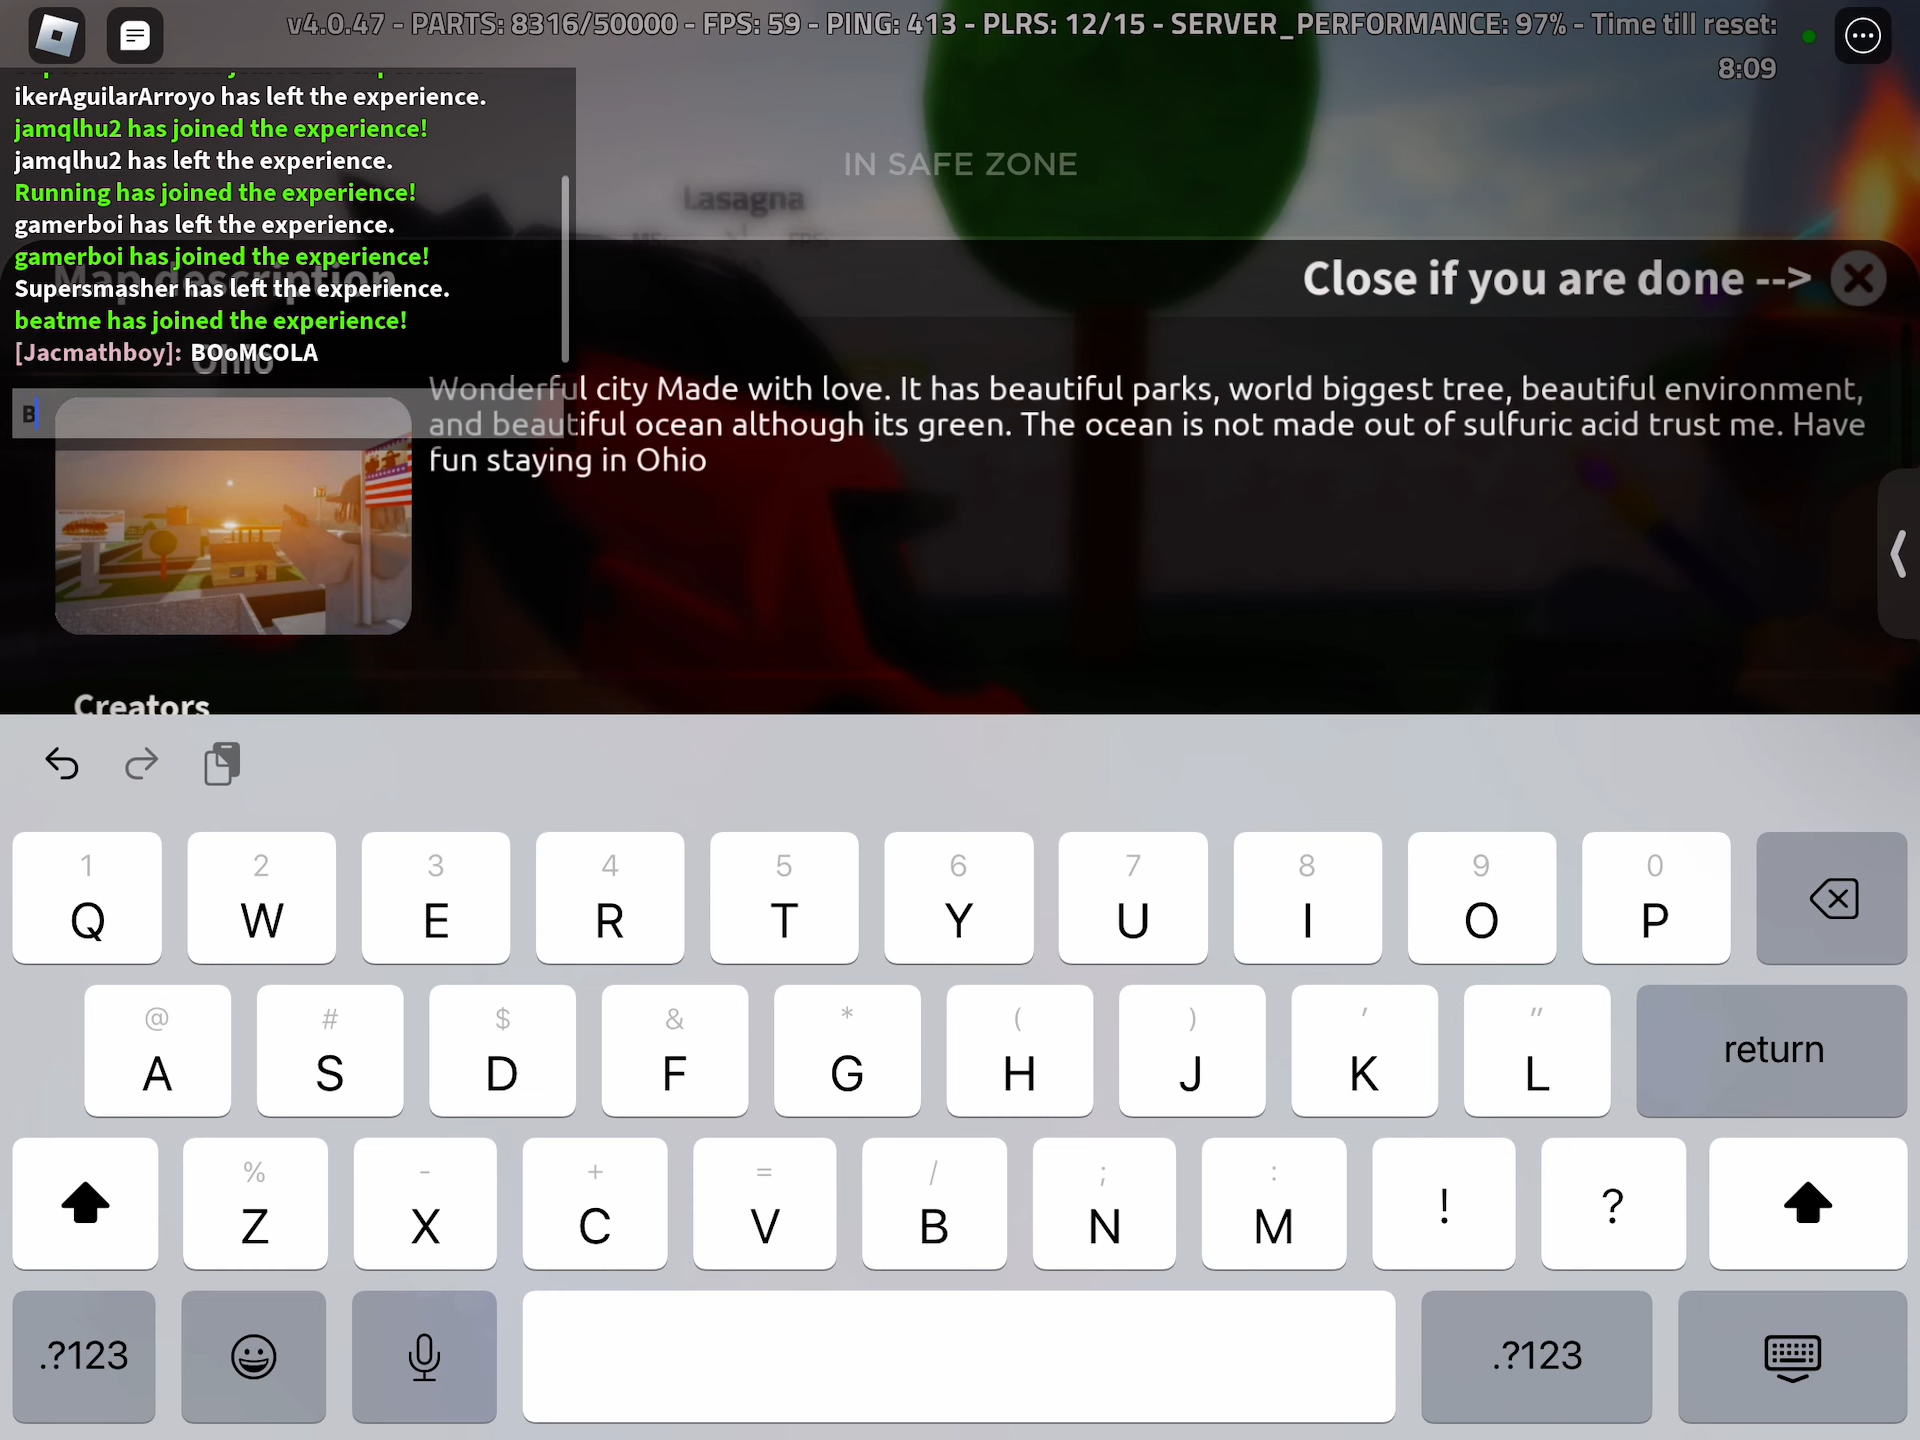 v4.0.47 - PARTS: 8316/50000 - FPS: 59 - PING: 413 - PLRS: 12/15 - SERVER_PERFORMANCE: 97% - Time till reset:
8:09
ikerAguilarArroyo has left the experience.
jamqlhu2 has joined the experience!
jamqlhu2 has left the experience.
Running has joined the experience!
gamerboi has left the experience.
gamerboi has joined the experience!
Supersmasher has left the experience.
beatme has joined the experience!
[Jacmathboy]: BOoMCOLA
B
IN SAFE ZONE
Lasagna
Map description
Close if you are done -->
Ohio
Wonderful city Made with love. It has beautiful parks, world biggest tree, beautiful environment,
and beautiful ocean although its green. The ocean is not made out of sulfuric acid trust me. Have
fun staying in Ohio
Creators
1 2 3 4 5 6 7 8 9 0
Q W E R T Y U I O P
@ # $ & * ( ) ' "
A S D F G H J K L return
% - + = / ; :
Z X C V B N M ! ?
.?123 .?123